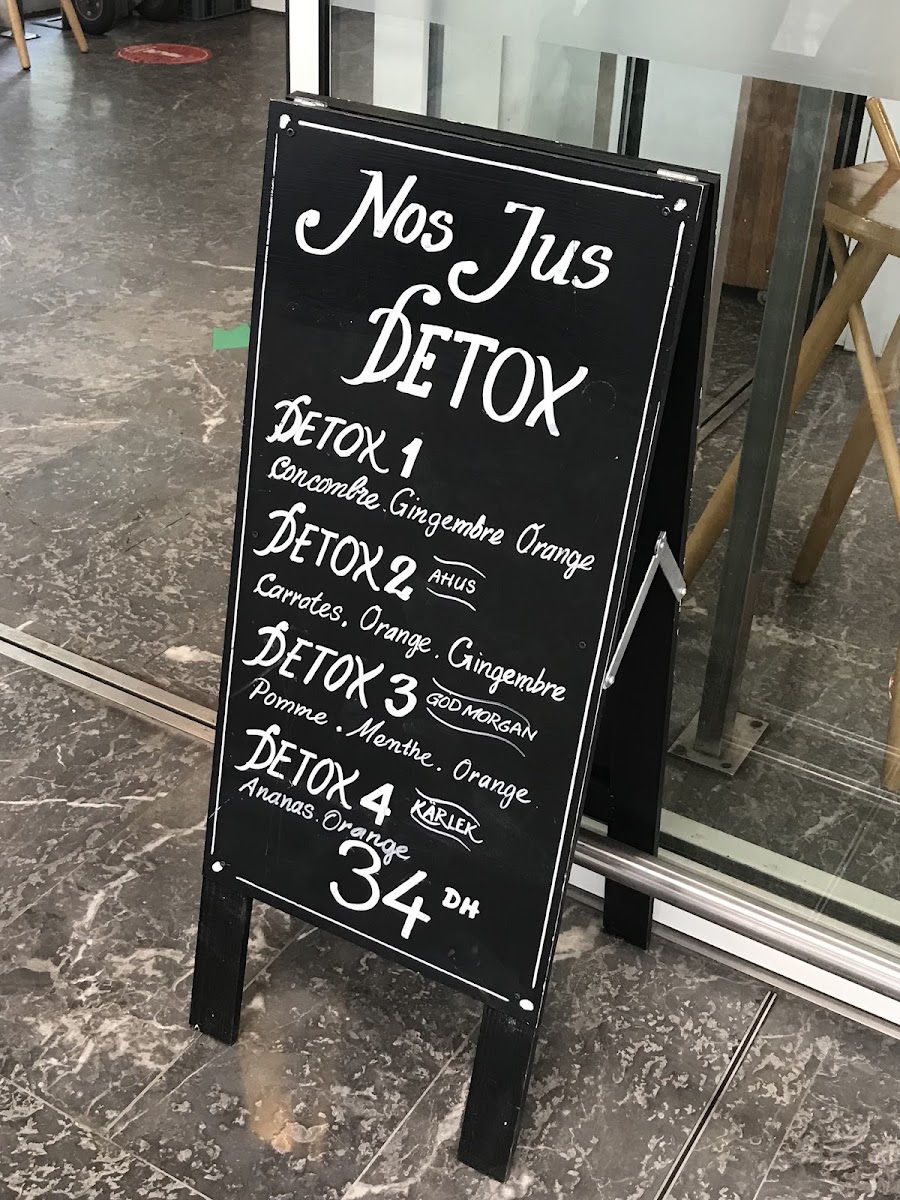 Nos Jus
DETOX
DETOX 1
Concombre. Gingembre Orange
DETOX 2 AHUS
Carrotes. Orange. Gingembre
DETOX 3 GOD MORGAN
Pomme. Menthe. Orange
DETOX 4 KÄRLEK
Ananas. Orange
34 DH